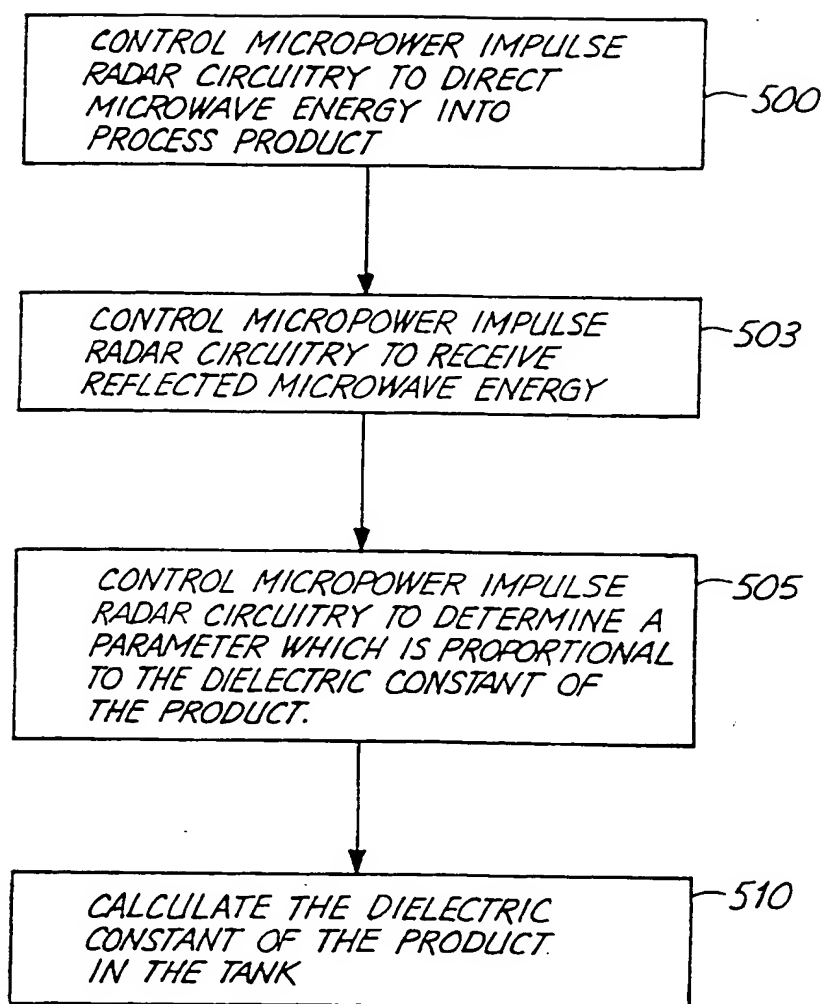 CONTROL MICROPOWER IMPULSE
RADAR CIRCUITRY TO DIRECT
MICROWAVE ENERGY INTO
PROCESS PRODUCT
500
CONTROL MICROPOWER IMPULSE
RADAR CIRCUITRY TO RECEIVE
REFLECTED MICROWAVE ENERGY
503
CONTROL MICROPOWER IMPULSE
RADAR CIRCUITRY TO DETERMINE A
PARAMETER WHICH IS PROPORTIONAL
TO THE DIELECTRIC CONSTANT OF
THE PRODUCT.
505
CALCULATE THE DIELECTRIC
CONSTANT OF THE PRODUCT
IN THE TANK
510